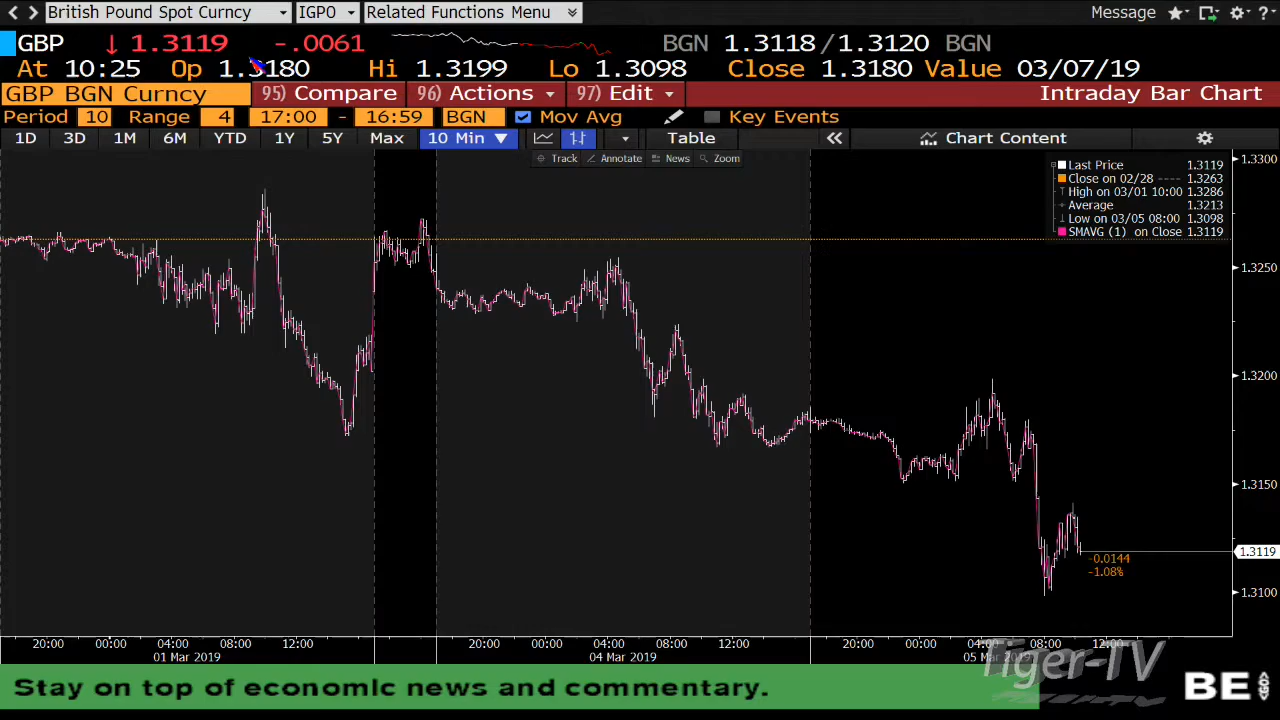 British Pound Spot Curncy IGPO Related Functions Menu Message ?
GBP ↓ 1.3119 -.0061 BGN 1.3118/1.3120 BGN
At 10:25 Op 1.3180 Hi 1.3199 Lo 1.3098 Close 1.3180 Value 03/07/19
GBP BGN Curncy 95) Compare 96) Actions 97) Edit Intraday Bar Chart
Period 10 Range 4 17:00 - 16:59 BGN Mov Avg Key Events
1D 3D 1M 6M YTD 1Y 5Y Max 10 Min ▼ Table « Chart Content
Track Annotate News Zoom
Last Price 1.3119
Close on 02/28 ---- 1.3263
High on 03/01 10:00 1.3286
Average 1.3213
Low on 03/05 08:00 1.3098
SMAVG (1) on Close 1.3119
1.3300
1.3250
1.3200
1.3150
1.3119
1.3100
-0.0144
-1.08%
20:00 00:00 04:00 08:00 12:00 20:00 00:00 04:00 08:00 12:00 20:00 00:00 04:00 08:00 12:00
01 Mar 2019 04 Mar 2019 05 Mar 2019
Tiger-TV
Stay on top of economic news and commentary.
BE
GO